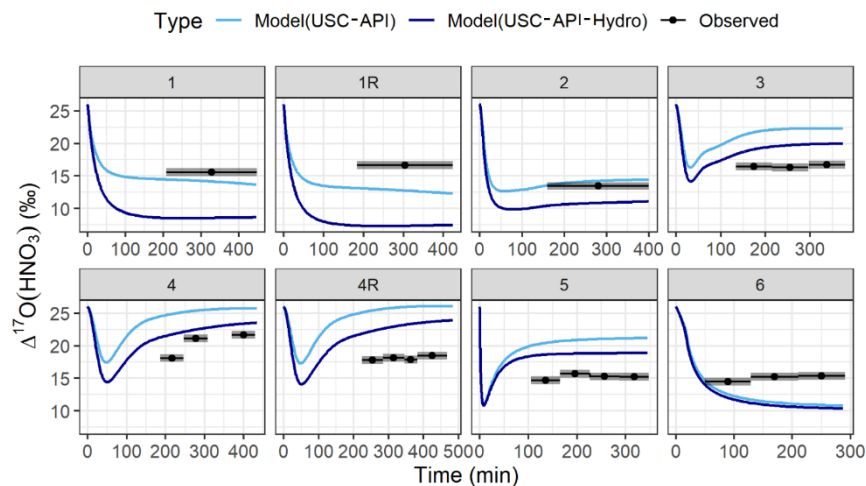 Type Model(USC-API) Model(USC-API-Hydro) Observed
1 1R 2 3
25
20
15
10
0 100 200 300 400 0 100 200 300 400 0 100 200 300 400 0 100 200 300
4 4R 5 6
25
20
15
10
0 100 200 300 400 0 100 200 300 400 500 0 100 200 300 0 100 200 300
Δ¹⁷O(HNO₃) (‰)
Time (min)